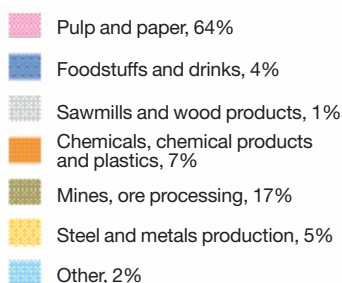 Pulp and paper, 64%
Foodstuffs and drinks, 4%
Sawmills and wood products, 1%
Chemicals, chemical products
and plastics, 7%
Mines, ore processing, 17%
Steel and metals production, 5%
Other, 2%